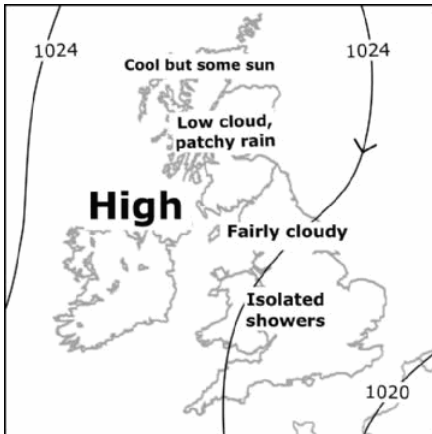 1024
1024
Cool but some sun
Low cloud,
patchy rain
High
Fairly cloudy
Isolated
showers
1020